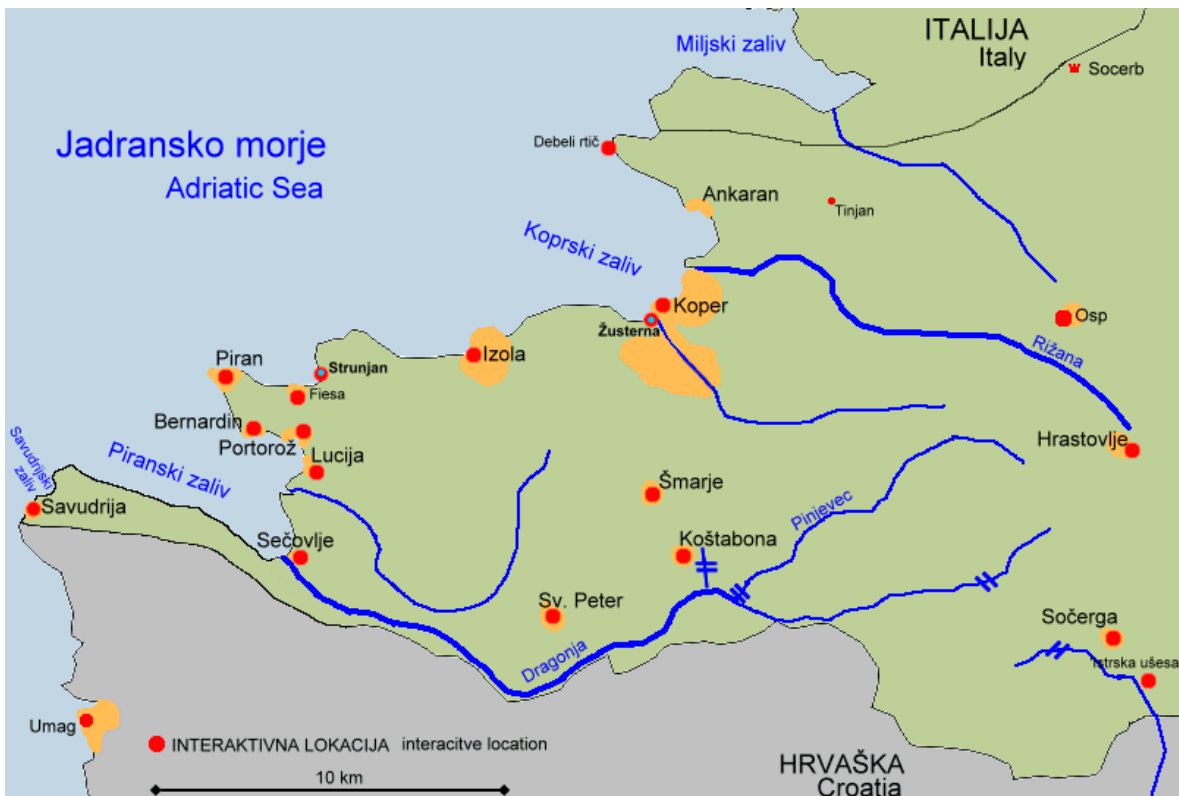 ITALIJA
Italy
Miljski zaliv
Socerb
Jadransko morje
Adriatic Sea
Debeli rtič
Ankaran
Tinjan
Koprski zaliv
Koper
Žusterna
Osp
Rižana
Izola
Piran
Strunjan
Fiesa
Bernardin
Portorož
Lucija
Hrastovlje
Savudrijski
zaliv
Piranski zaliv
Savudrija
Šmarje
Pinjevec
Sečovlje
Koštabona
Sv. Peter
Sočerga
Dragonja
Istrska ušesa
Umag
INTERAKTIVNA LOKACIJA interacitve location
10 km
HRVAŠKA
Croatia